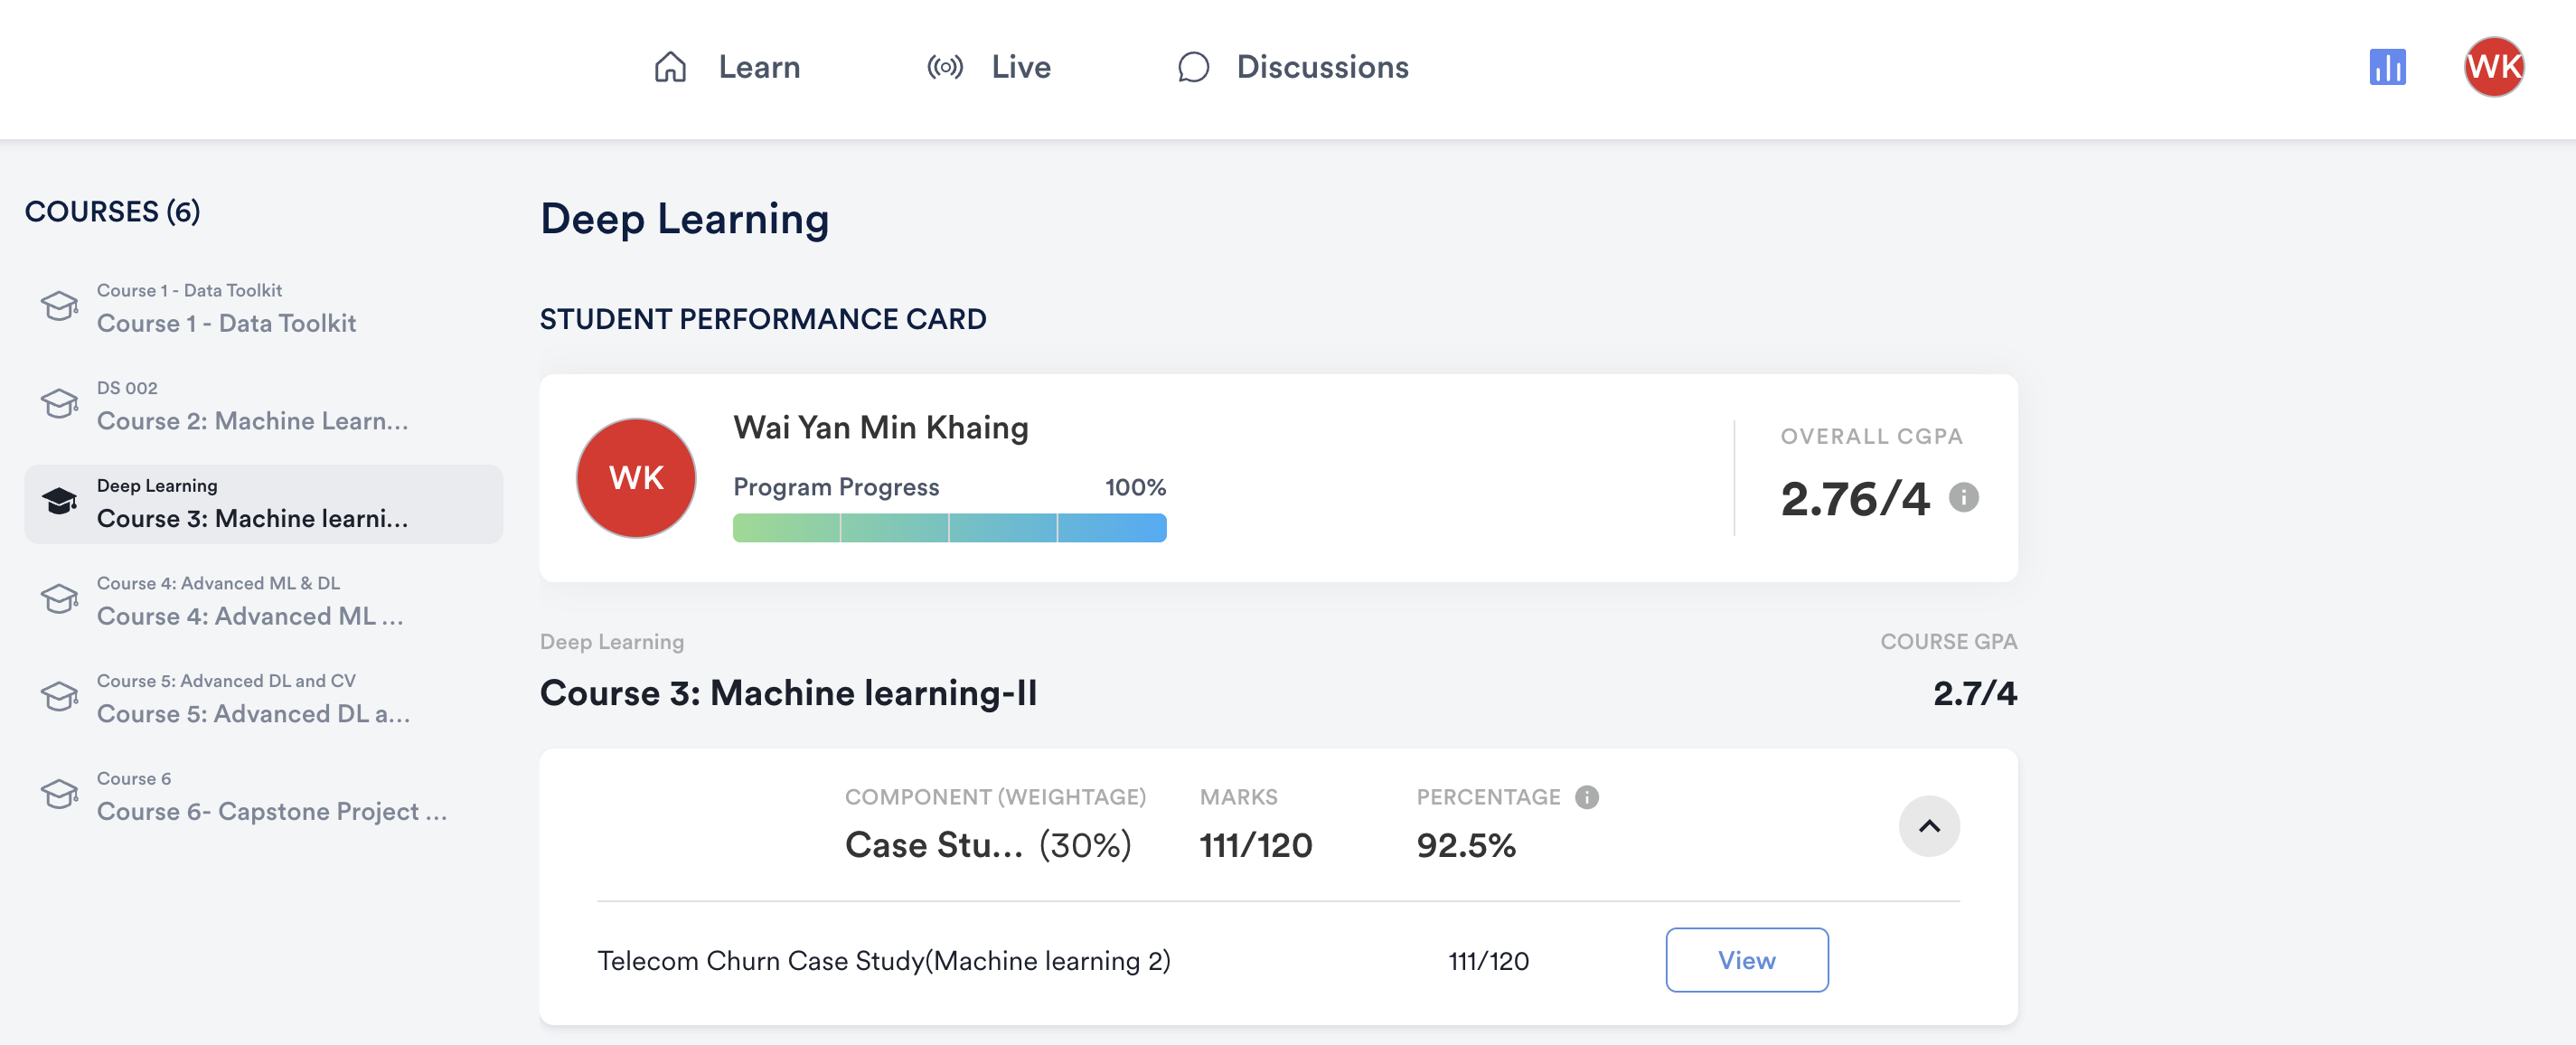 Learn
Live
Discussions
WK
COURSES (6)
Course 1 - Data Toolkit
Course 1 - Data Toolkit
DS 002
Course 2: Machine Learn...
Deep Learning
Course 3: Machine learni...
Course 4: Advanced ML & DL
Course 4: Advanced ML ...
Course 5: Advanced DL and CV
Course 5: Advanced DL a...
Course 6
Course 6- Capstone Project ...
Deep Learning
STUDENT PERFORMANCE CARD
WK
Wai Yan Min Khaing
Program Progress 100%
OVERALL CGPA
2.76/4
Deep Learning
COURSE GPA
Course 3: Machine learning-II
2.7/4
COMPONENT (WEIGHTAGE) MARKS PERCENTAGE
Case Stu... (30%) 111/120 92.5%
Telecom Churn Case Study(Machine learning 2) 111/120 View